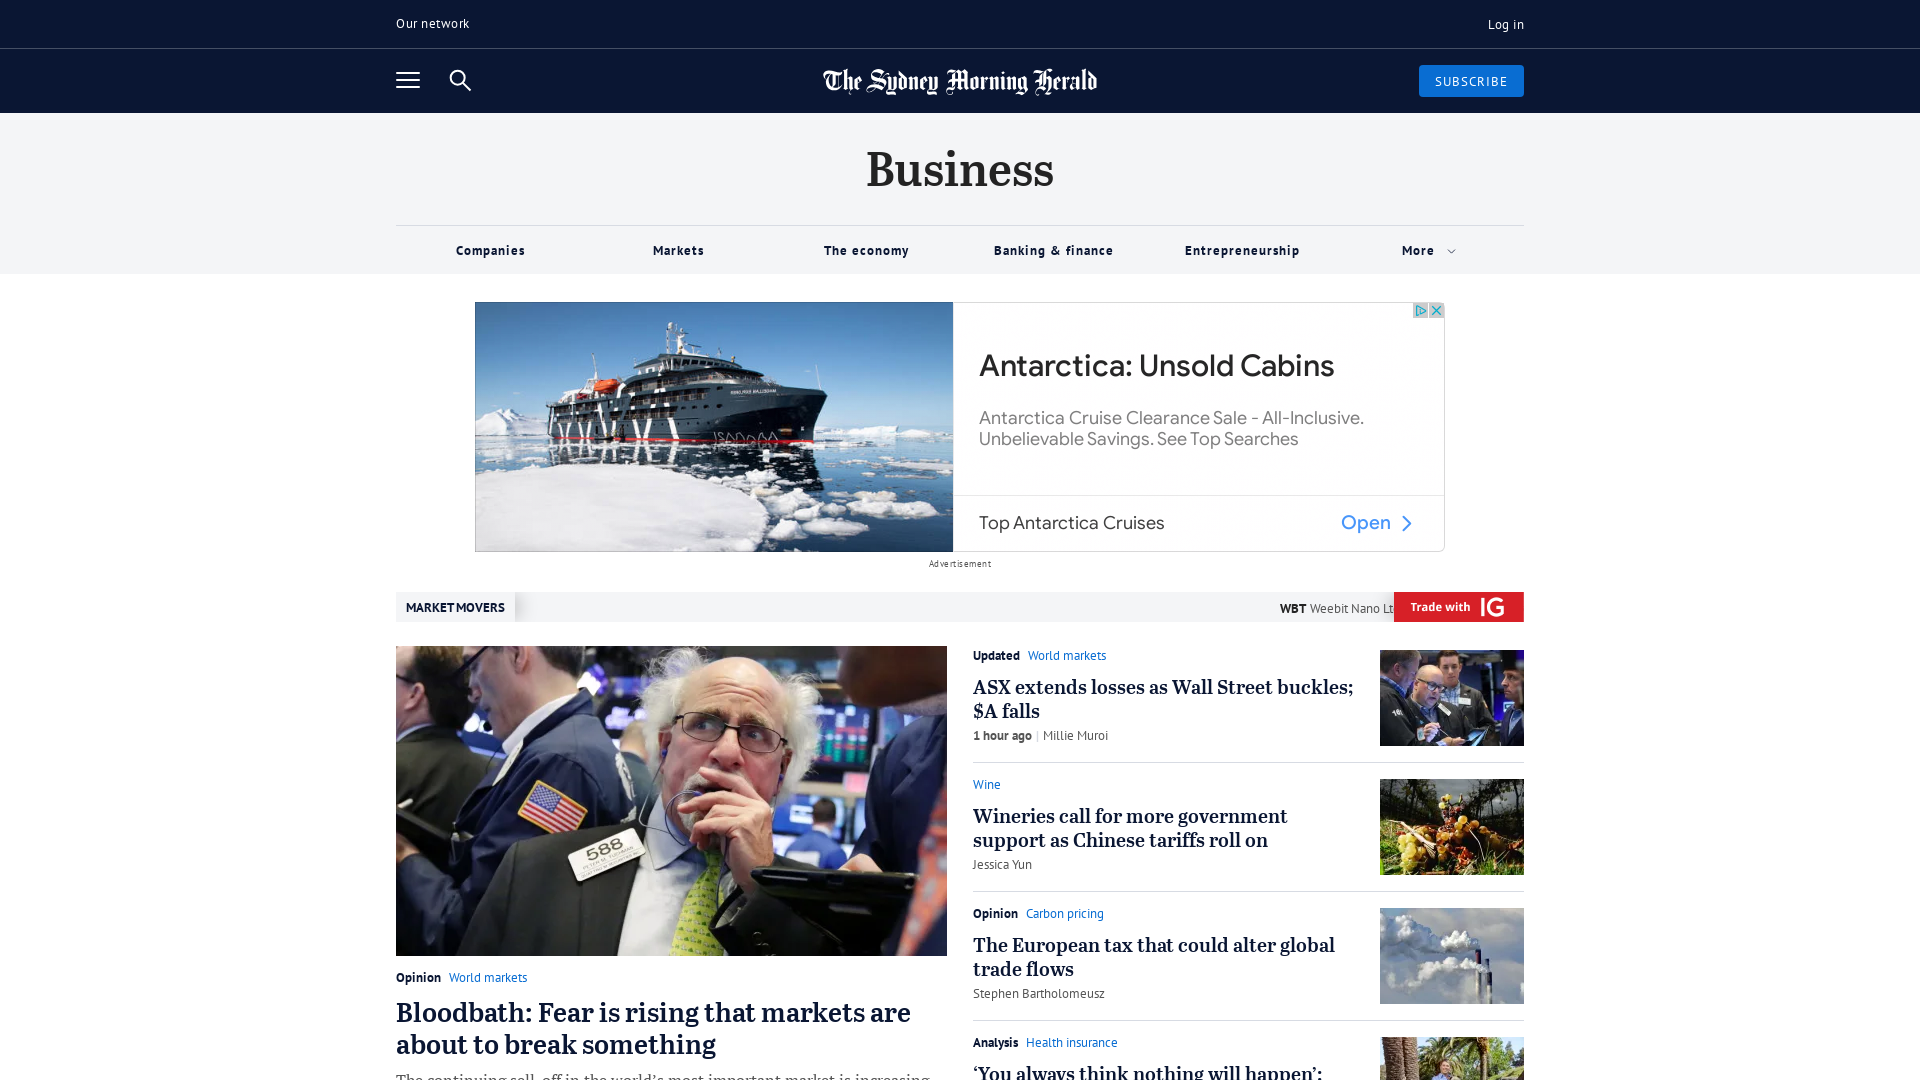 Our network
Log in
The Sydney Morning Herald
SUBSCRIBE
Business
Companies
Markets
The economy
Banking & finance
Entrepreneurship
More
Antarctica: Unsold Cabins
Antarctica Cruise Clearance Sale - All-Inclusive.
Unbelievable Savings. See Top Searches
Top Antarctica Cruises
Open
Advertisement
MARKET MOVERS
WBT Weebit Nano Lt
Trade with IG
588
Opinion World markets
Bloodbath: Fear is rising that markets are
about to break something
The continuing sell-off in the world's most important market is increasing
Updated World markets
ASX extends losses as Wall Street buckles;
$A falls
1 hour ago | Millie Muroi
Wine
Wineries call for more government
support as Chinese tariffs roll on
Jessica Yun
Opinion Carbon pricing
The European tax that could alter global
trade flows
Stephen Bartholomeusz
Analysis Health insurance
‘You always think nothing will happen’: